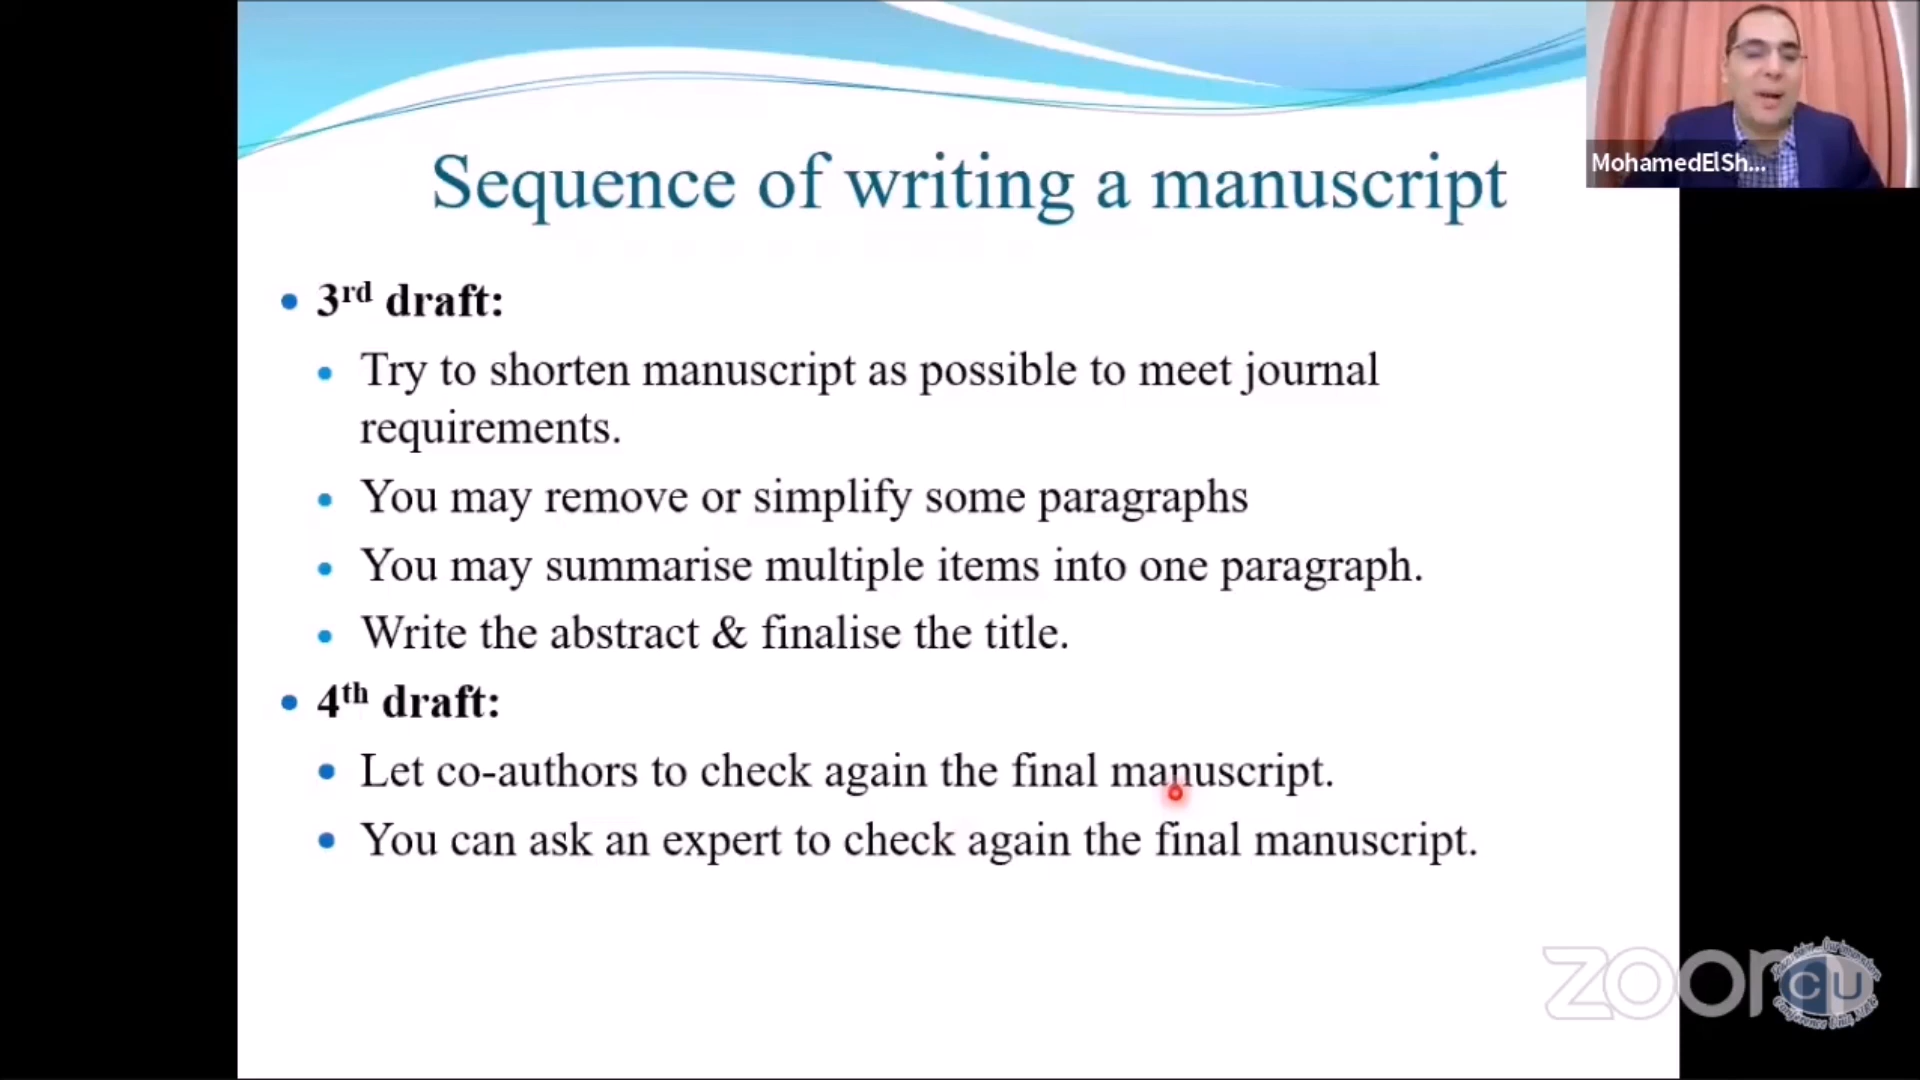 MohamedElSh...
Sequence of writing a manuscript
• 3rd draft:
• Try to shorten manuscript as possible to meet journal
requirements.
• You may remove or simplify some paragraphs
• You may summarise multiple items into one paragraph.
• Write the abstract & finalise the title.
• 4th draft:
• Let co-authors to check again the final manuscript.
• You can ask an expert to check again the final manuscript.
zoom
CU
Conference Unit,